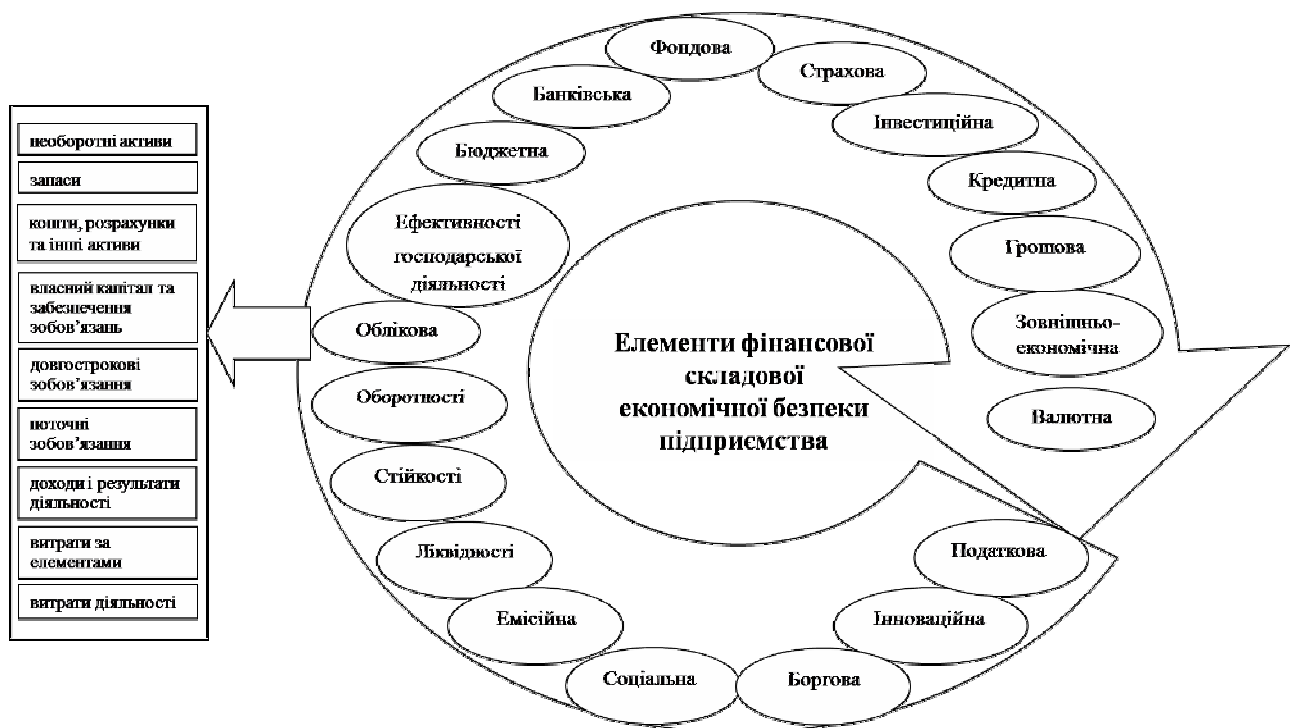 необоротні активи
запаси
кошти, розрахунки
та інші активи
власний капітал та
забезпечення
зобов’язань
довгострокові
зобов’язання
поточні
зобов’язання
доходи і результати
діяльності
витрати за
елементами
витрати діяльності
Фондова
Страхова
Банківська
Інвестиційна
Бюджетна
Кредитна
Ефективності
господарської
діяльності
Грошова
Облікова
Зовнішньо-
економічна
Оборотності
Валютна
Стійкості
Ліквідності
Податкова
Емісійна
Інноваційна
Соціальна
Боргова
Елементи фінансової
складової
економічної безпеки
підприємства